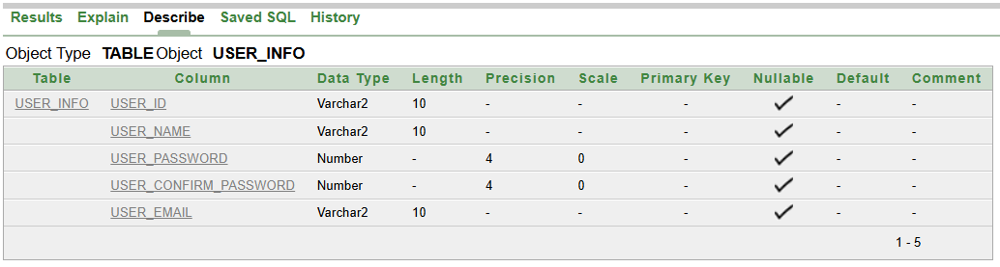 Results Explain Describe Saved SQL History
Object Type TABLE Object USER_INFO
Table Column Data Type Length Precision Scale Primary Key Nullable Default Comment
USER_INFO USER_ID Varchar2 10 - - - - -
USER_NAME Varchar2 10 - - - - -
USER_PASSWORD Number - 4 0 - - -
USER_CONFIRM_PASSWORD Number - 4 0 - - -
USER_EMAIL Varchar2 10 - - - - -
1 - 5